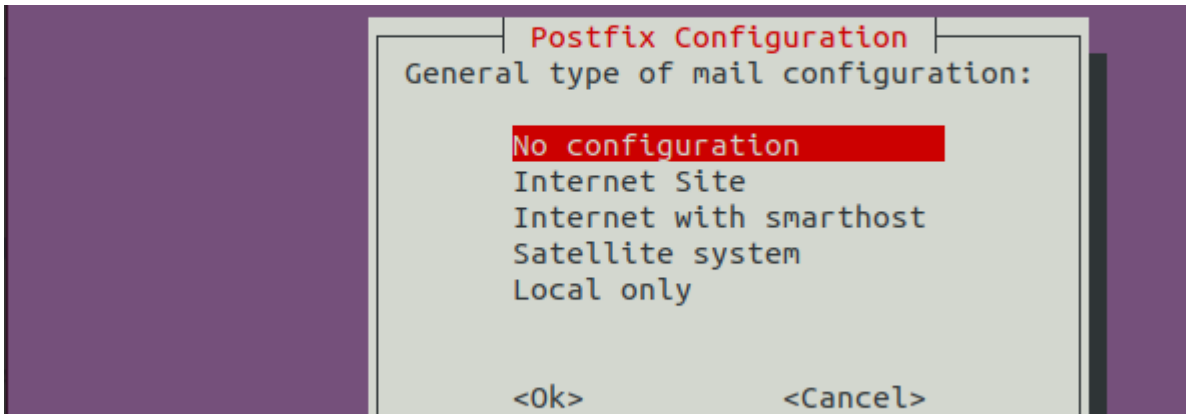 Postfix Configuration
General type of mail configuration:
No configuration
Internet Site
Internet with smarthost
Satellite system
Local only
<Ok> <Cancel>